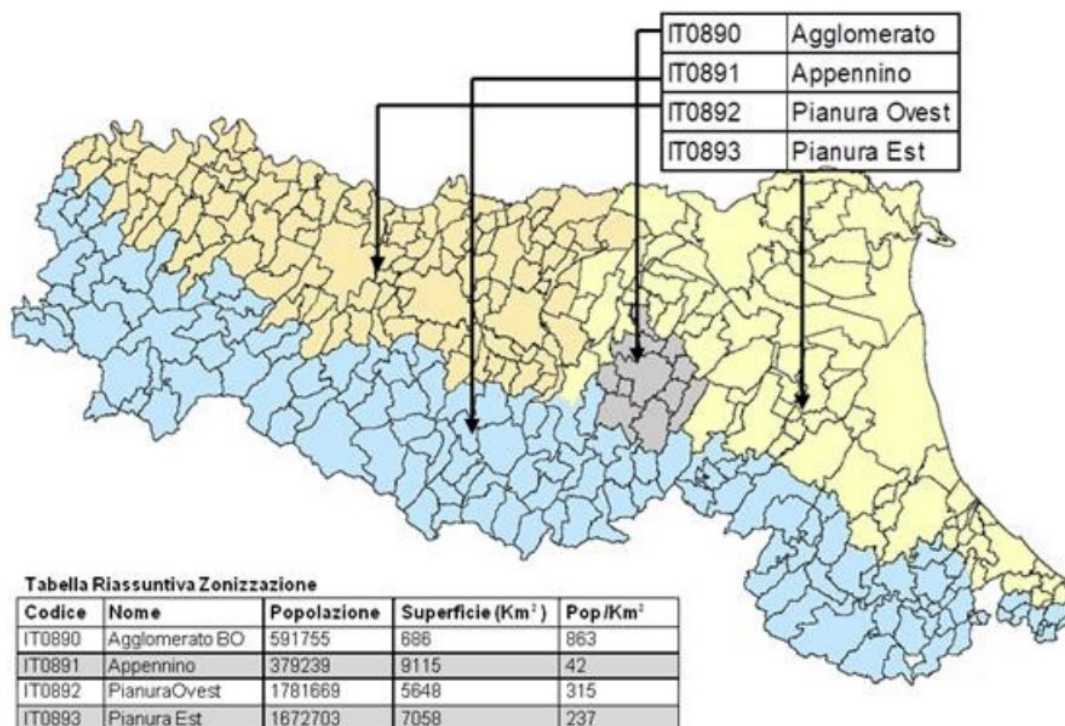 IT0890 Agglomerato
IT0891 Appennino
IT0892 Pianura Ovest
IT0893 Pianura Est
Tabella Riassuntiva Zonizzazione
Codice Nome Popolazione Superficie (Km²) Pop/Km²
IT0890 Agglomerato BO 591755 686 863
IT0891 Appennino 379239 9115 42
IT0892 PianuraOvest 1781669 5648 315
IT0893 Pianura Est 1672703 7058 237